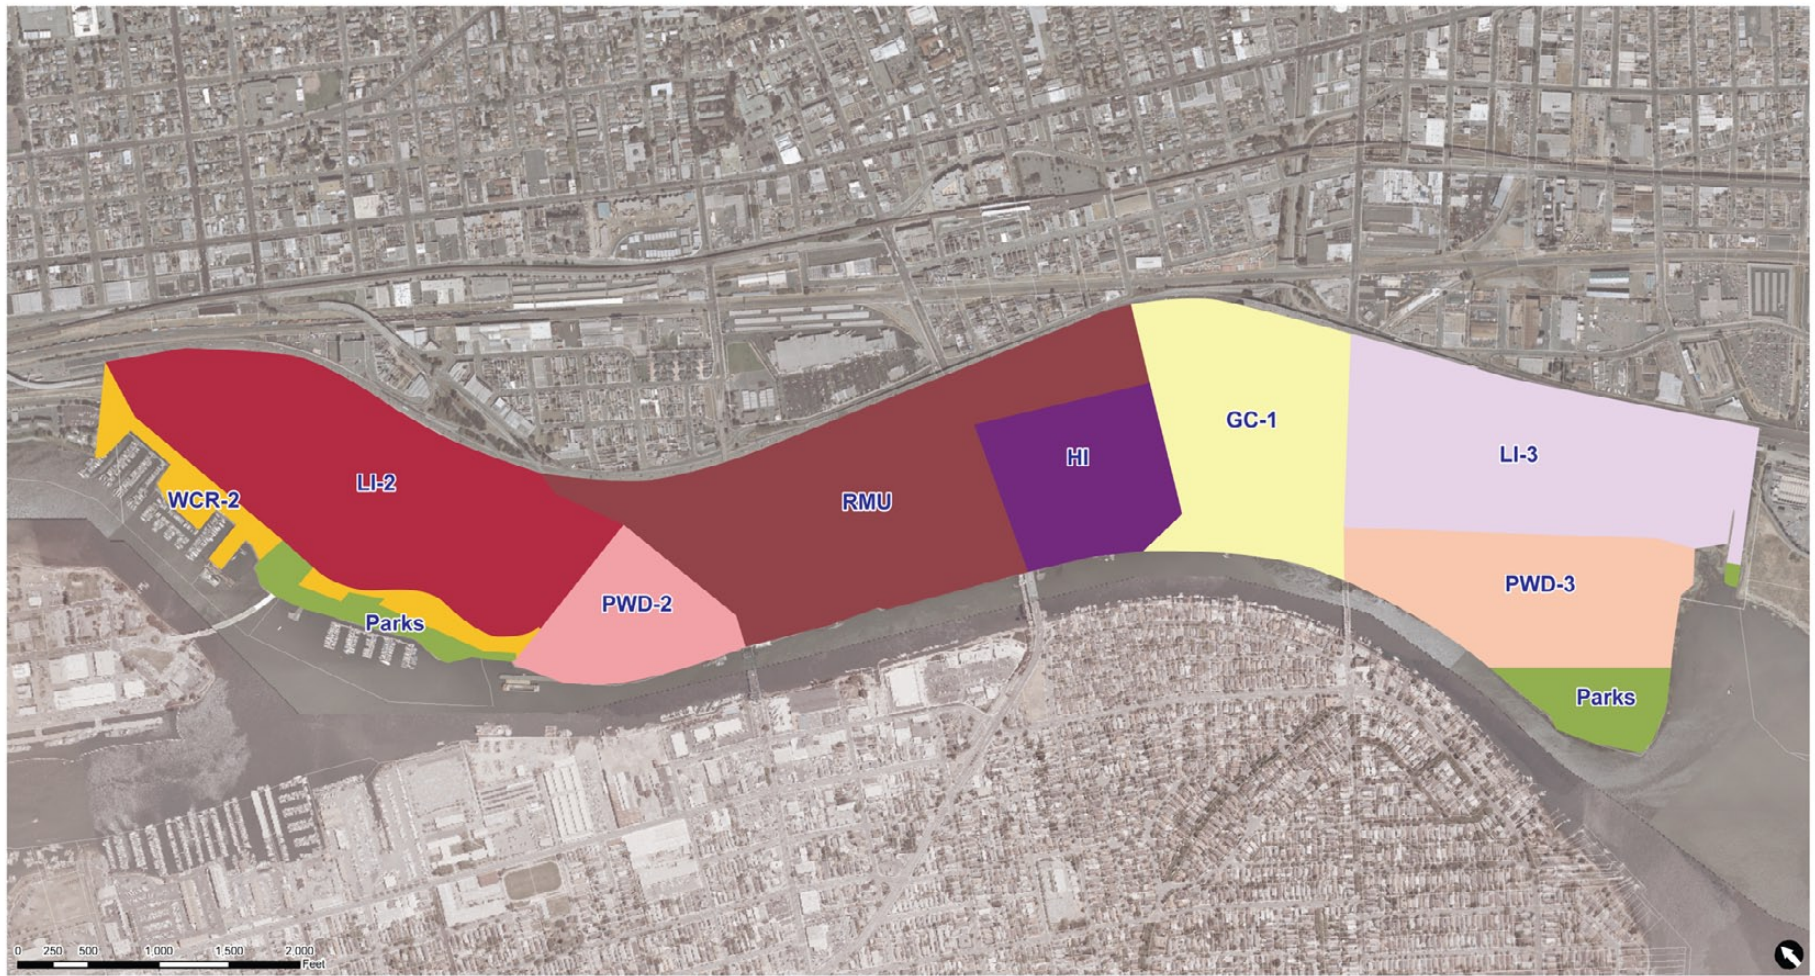 GC-1
LI-3
HI
LI-2
WCR-2
RMU
PWD-3
PWD-2
Parks
Parks
0 250 500 1,000 1,500 2,000
Feet